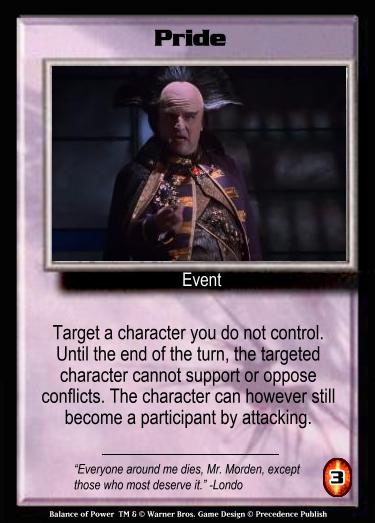 Pride
Event
Target a character you do not control.
Until the end of the turn, the targeted
character cannot support or oppose
conflicts. The character can however still
become a participant by attacking.
"Everyone around me dies, Mr. Morden, except
those who most deserve it." -Londo
3
Balance of Power TM & © Warner Bros. Game Design © Precedence Publish